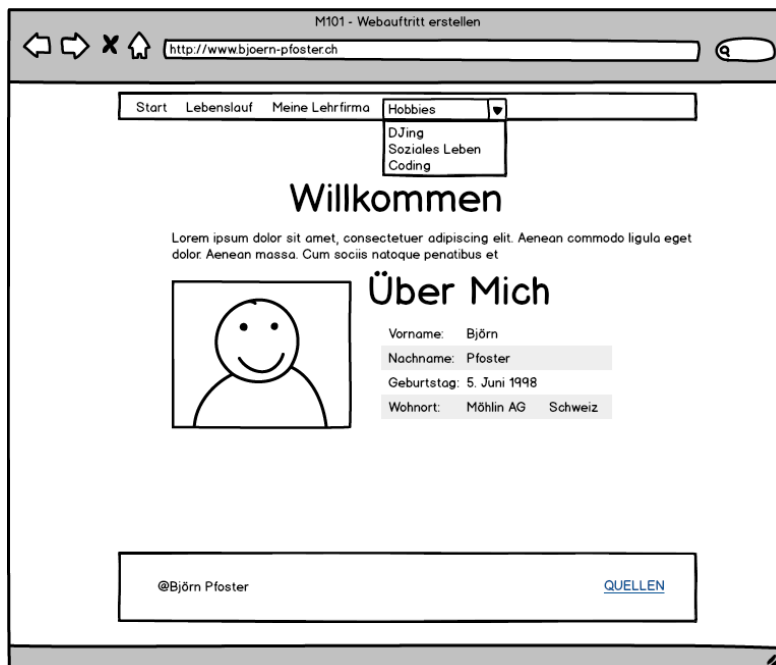 M101 - Webauftritt erstellen
http://www.bjoern-pfoster.ch
Start Lebenslauf Meine Lehrfirma Hobbies
DJing
Soziales Leben
Coding
Willkommen
Lorem ipsum dolor sit amet, consectetuer adipiscing elit. Aenean commodo ligula eget
dolor. Aenean massa. Cum sociis natoque penatibus et
Über Mich
Vorname: Björn
Nachname: Pfoster
Geburtstag: 5. Juni 1998
Wohnort: Möhlin AG Schweiz
@Björn Pfoster QUELLEN